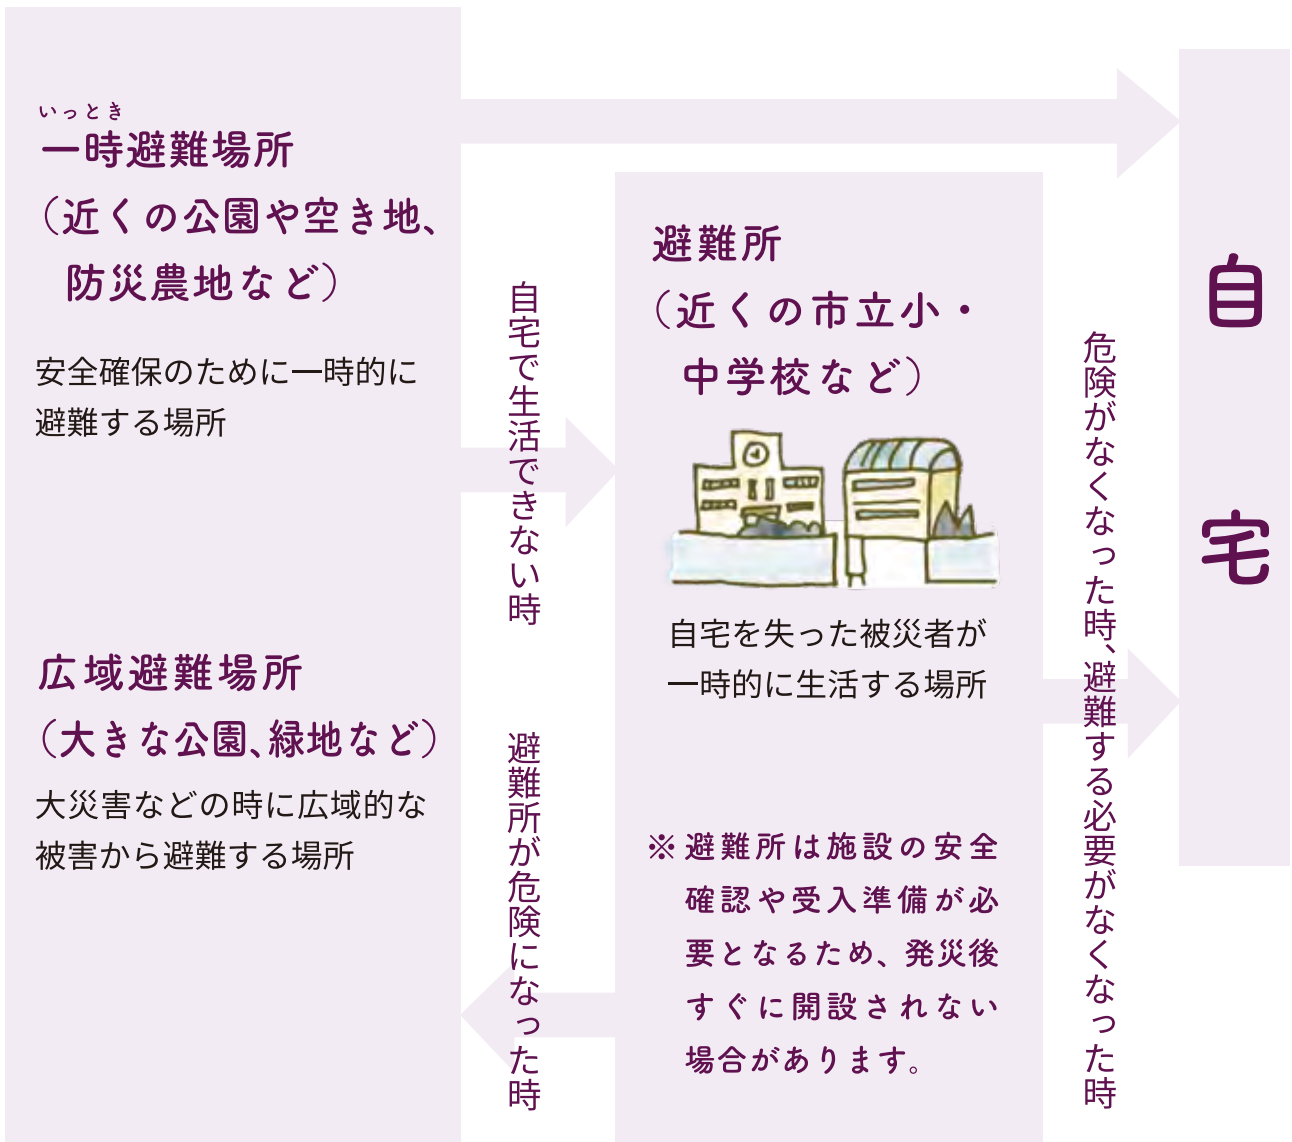 いっとき
一時避難場所
（近くの公園や空き地、
防災農地など）
安全確保のために一時的に
避難する場所
広域避難場所
（大きな公園、緑地など）
大災害などの時に広域的な
被害から避難する場所
自宅で生活できない時
避難所が危険になった時
避難所
（近くの市立小・
中学校など）
自宅を失った被災者が
一時的に生活する場所
※避難所は施設の安全
確認や受入準備が必
要となるため、発災後
すぐに開設されない
場合があります。
危険がなくなった時、避難する必要がなくなった時
自宅